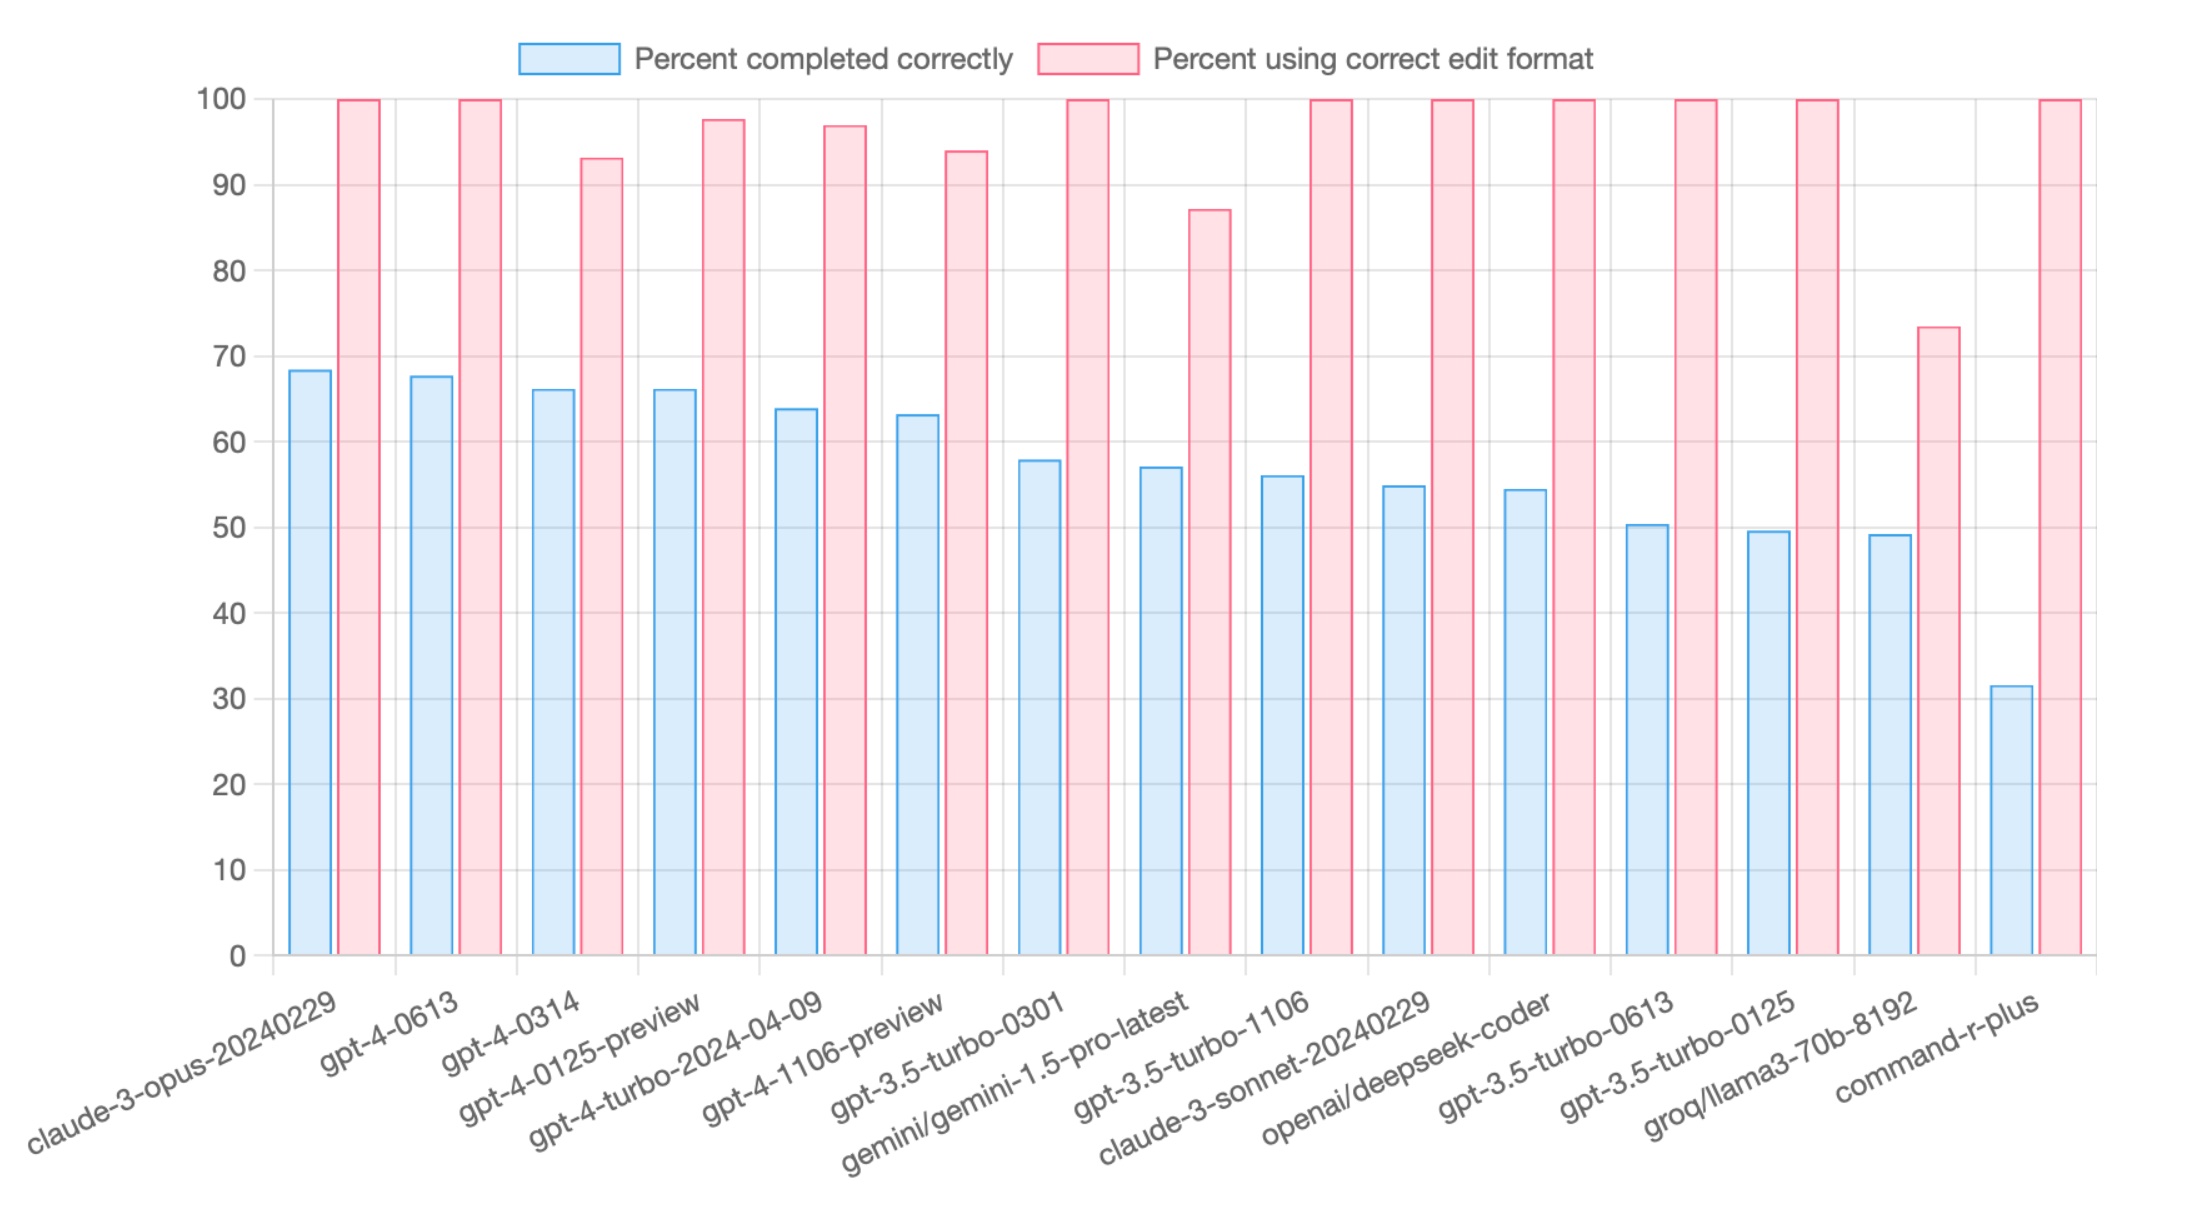 Percent completed correctly
Percent using correct edit format
100
90
80
70
60
50
40
30
20
10
0
claude-3-opus-20240229
gpt-4-0613
gpt-4-0314
gpt-4-0125-preview
gpt-4-turbo-2024-04-09
gpt-4-1106-preview
gpt-3.5-turbo-0301
gemini/gemini-1.5-pro-latest
gpt-3.5-turbo-1106
claude-3-sonnet-20240229
openai/deepseek-coder
gpt-3.5-turbo-0613
gpt-3.5-turbo-0125
groq/llama3-70b-8192
command-r-plus